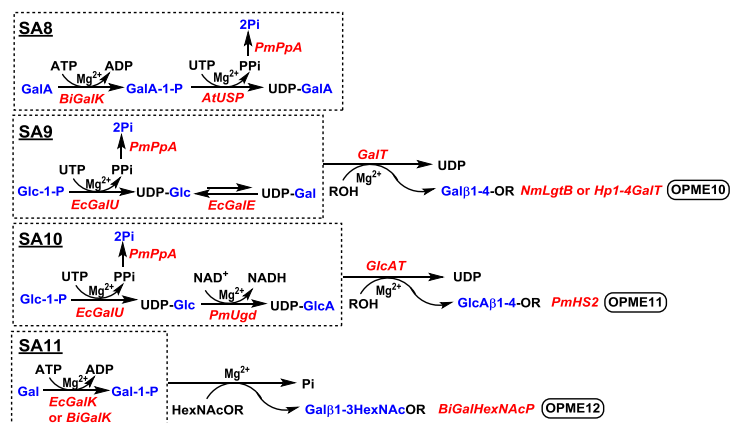 SA8
2Pi
PmPpA
ATP ADP UTP PPi
Mg2+ Mg2+
GalA GalA-1-P UDP-GalA
BiGalK AtUSP
SA9
2Pi
PmPpA
GalT
UTP PPi
Mg2+
UDP
ROH Mg2+
Glc-1-P UDP-Glc UDP-Gal
Galβ1-4-OR NmLgtB or Hp1-4GalT OPME10
EcGalU EcGalE
SA10
2Pi
PmPpA
GlcAT
UTP PPi NAD+ NADH
Mg2+ Mg2+
UDP
ROH Mg2+
Glc-1-P UDP-Glc UDP-GlcA
GlcAβ1-4-OR PmHS2 OPME11
EcGalU PmUgd
SA11
ATP ADP
Mg2+ Mg2+
Gal Gal-1-P Pi
EcGalK
or BiGalK
HexNAcOR Galβ1-3HexNAcOR BiGalHexNAcP OPME12